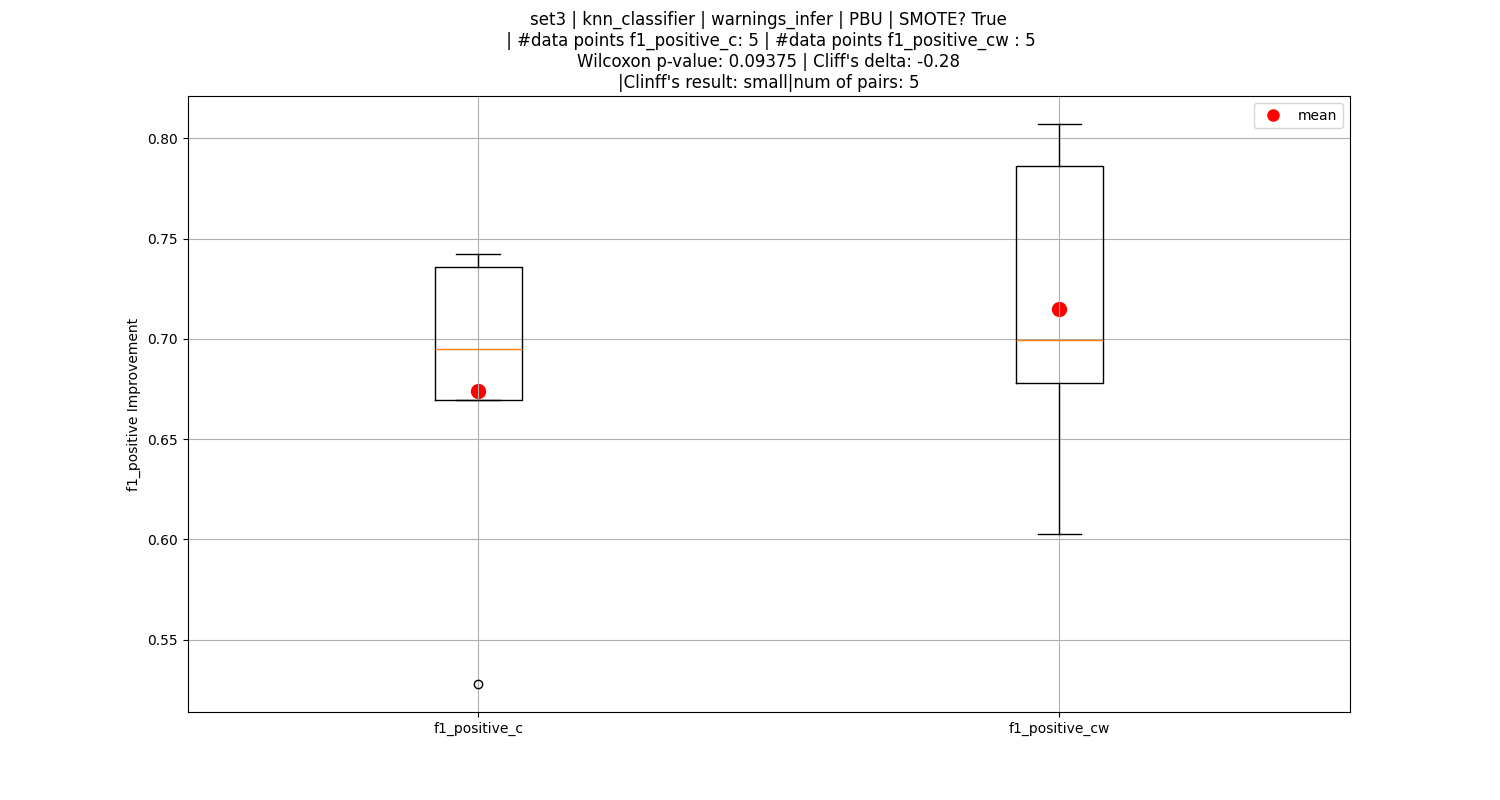 set3 | knn_classifier | warnings_infer | PBU | SMOTE? True
| #data points f1_positive_c: 5 | #data points f1_positive_cw : 5
Wilcoxon p-value: 0.09375 | Cliff's delta: -0.28
|Clinff's result: small|num of pairs: 5
mean
0.80
0.75
0.70
0.65
0.60
0.55
f1_positive Improvement
f1_positive_c
f1_positive_cw